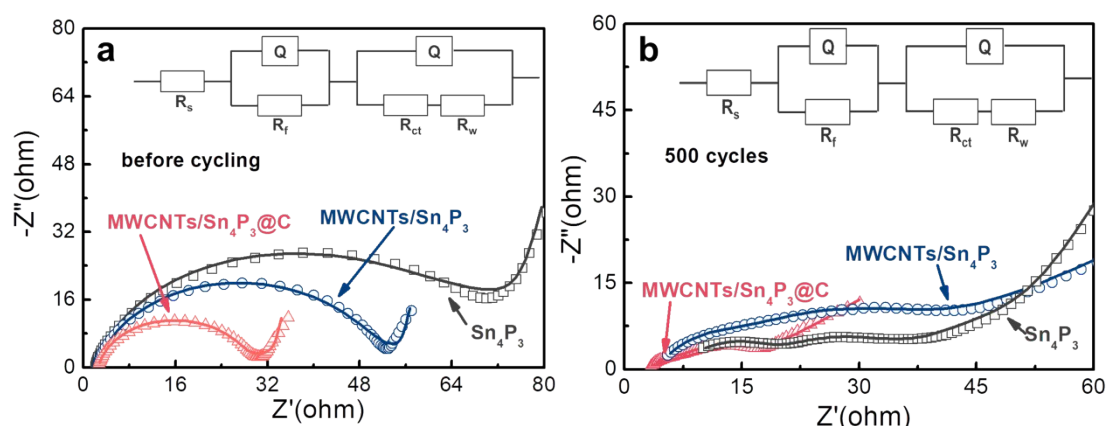 a
80
64
48
32
16
0
-Z"(ohm)
Q
Q
Rs
Rf
Rct
Rw
before cycling
MWCNTs/Sn4P3@C
MWCNTs/Sn4P3
Sn4P3
0 16 32 48 64 80
Z'(ohm)
b
60
45
30
15
0
-Z"(ohm)
Q
Q
Rs
Rf
Rct
Rw
500 cycles
MWCNTs/Sn4P3
MWCNTs/Sn4P3@C
Sn4P3
0 15 30 45 60
Z'(ohm)